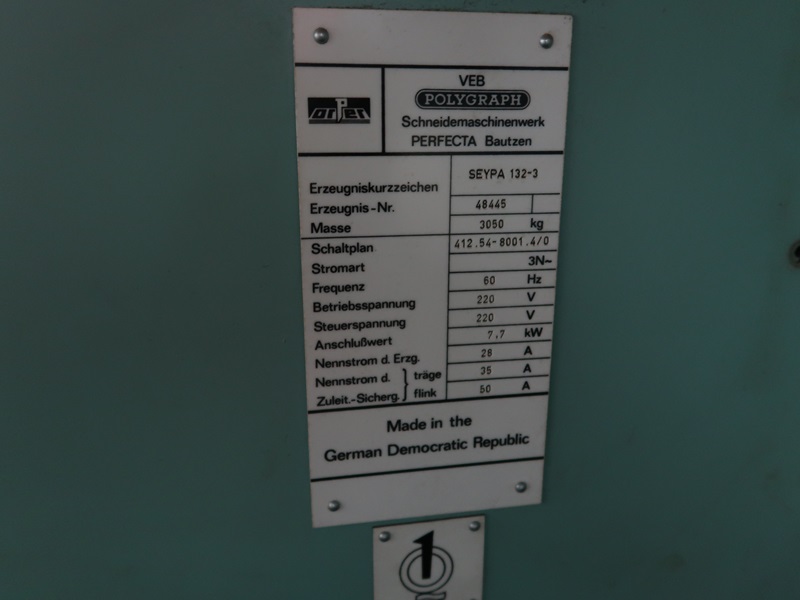 VEB
POLYGRAPH
Schneidemaschinenwerk
PERFECTA Bautzen
Erzeugniskurzzeichen SEYPA 132-3
Erzeugnis-Nr. 48445
Masse 3050 kg
Schaltplan 412.54-8001.4/0
Stromart 3N~
Frequenz 60 Hz
Betriebsspannung 220 V
Steuerspannung 220 V
Anschlußwert 7,7 kW
Nennstrom d. Erzg. 28 A
Nennstrom d. träge 35 A
Zuleit.-Sicherg. flink 50 A
Made in the
German Democratic Republic
1